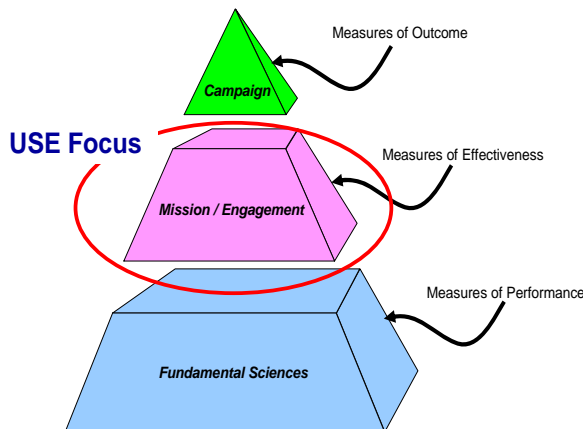 Measures of Outcome
Campaign
USE Focus
Measures of Effectiveness
Mission / Engagement
Measures of Performance
Fundamental Sciences